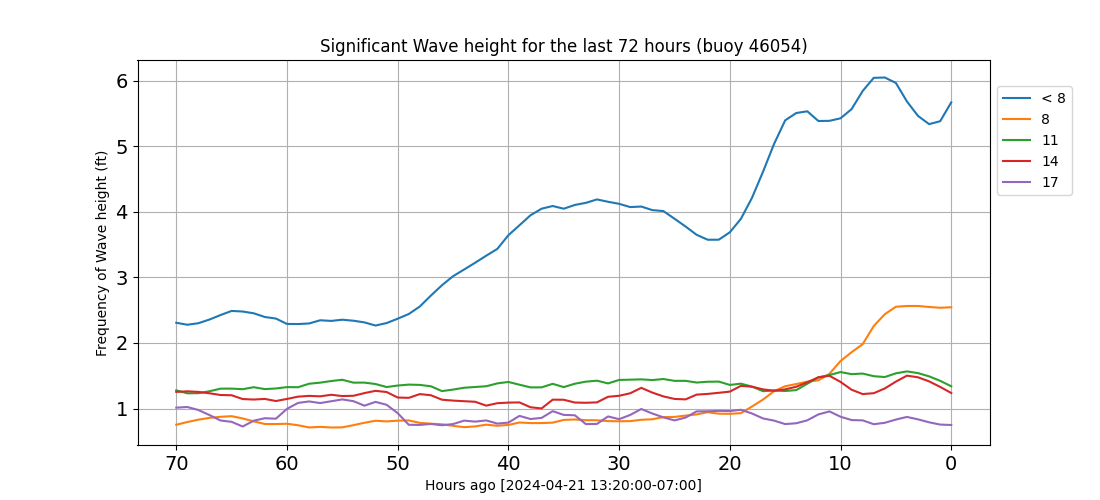 Significant Wave height for the last 72 hours (buoy 46054)
Frequency of Wave height (ft)
6
5
4
3
2
1
70 60 50 40 30 20 10 0
Hours ago [2024-04-21 13:20:00-07:00]
< 8
8
11
14
17